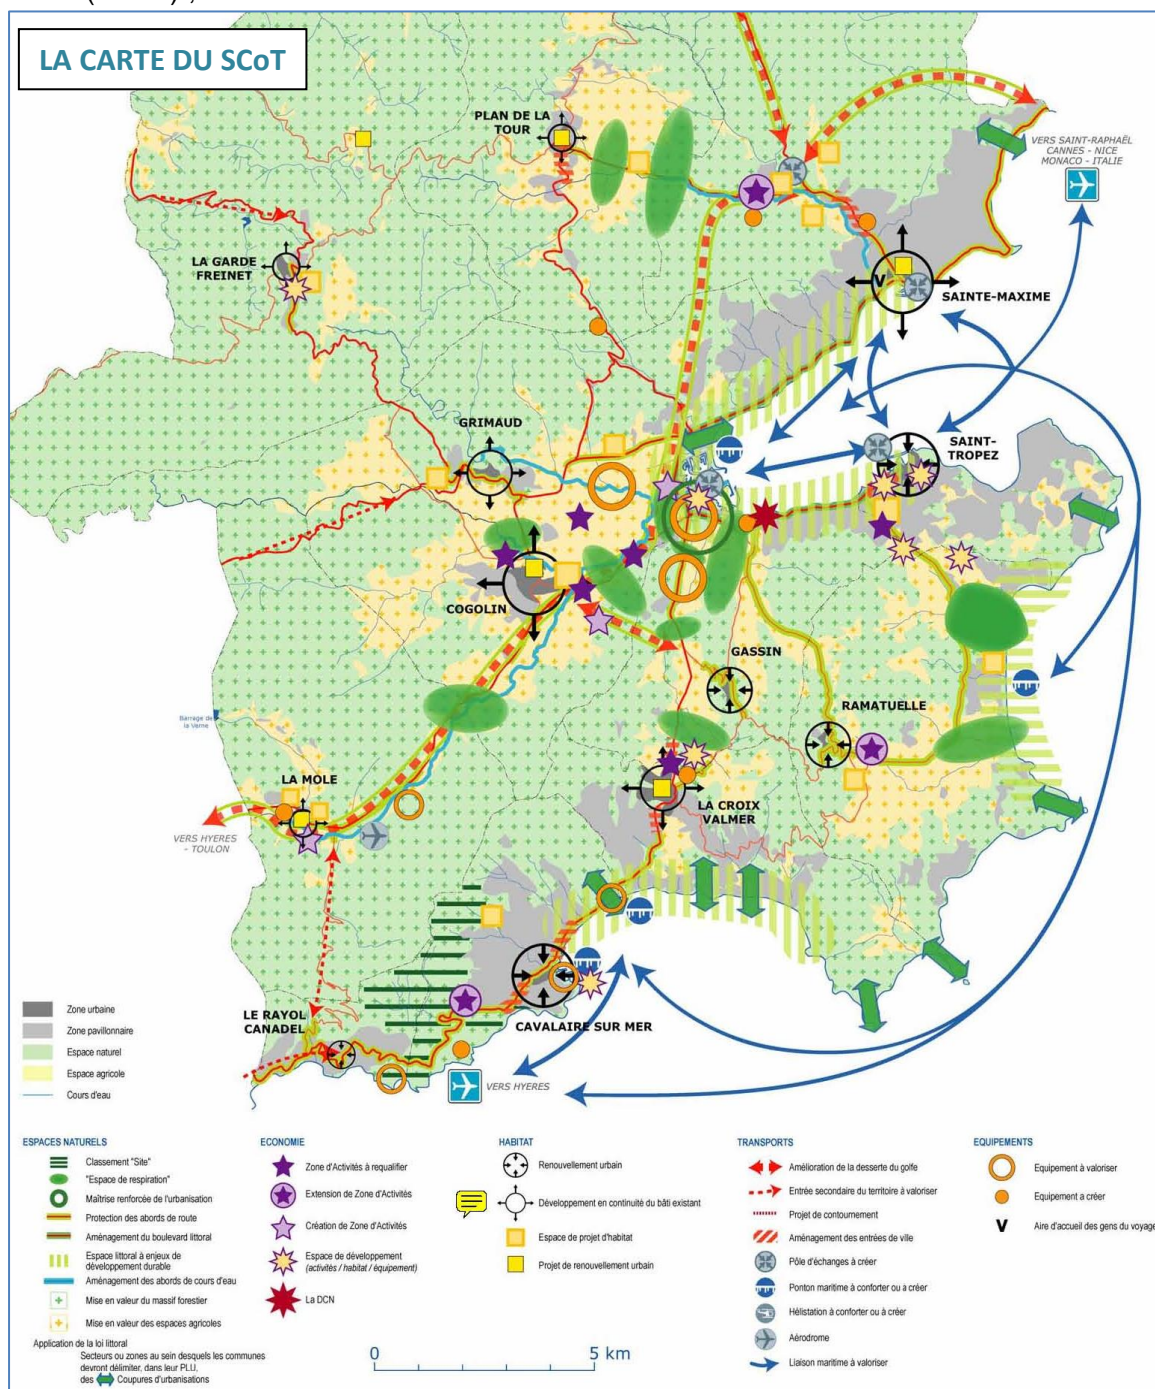 LA CARTE DU SCoT
PLAN DE LA
TOUR
VERS SAINT-RAPHAËL
CANNES - NICE
MONACO - ITALIE
LA GARDE
FREINET
V
SAINTE-MAXIME
GRIMAUD
SAINT-
TROPEZ
COGOLIN
GASSIN
RAMATUELLE
Barrage de
la Verne
LA MOLE
LA CROIX
VALMER
VERS HYERES
- TOULON
LE RAYOL
CANADEL
CAVALAIRE SUR MER
VERS HYERES
Zone urbaine
Zone pavillonnaire
Espace naturel
Espace agricole
Cours d'eau
ESPACES NATURELS
Classement "Site"
"Espace de respiration"
Maîtrise renforcée de l'urbanisation
Protection des abords de route
Aménagement du boulevard littoral
Espace littoral à enjeux de
développement durable
Aménagement des abords de cours d'eau
Mise en valeur du massif forestier
Mise en valeur des espaces agricoles
Application de la loi littoral
Secteurs ou zones au sein desquels les communes
devront délimiter, dans leur PLU,
des Coupures d'urbanisations
ECONOMIE
Zone d'Activités à requalifier
Extension de Zone d'Activités
Création de Zone d'Activités
Espace de développement
(activités / habitat / équipement)
La DCN
HABITAT
Renouvellement urbain
Développement en continuité du bâti existant
Espace de projet d'habitat
Projet de renouvellement urbain
TRANSPORTS
Amélioration de la desserte du golfe
Entrée secondaire du territoire à valoriser
Projet de contournement
Aménagement des entrées de ville
Pôle d'échanges à créer
Ponton maritime à conforter ou a créer
Hélistation à conforter ou à créer
Aérodrome
Liaison maritime à valoriser
EQUIPEMENTS
Equipement à valoriser
Equipement a créer
V Aire d'accueil des gens du voyage
0 5 km